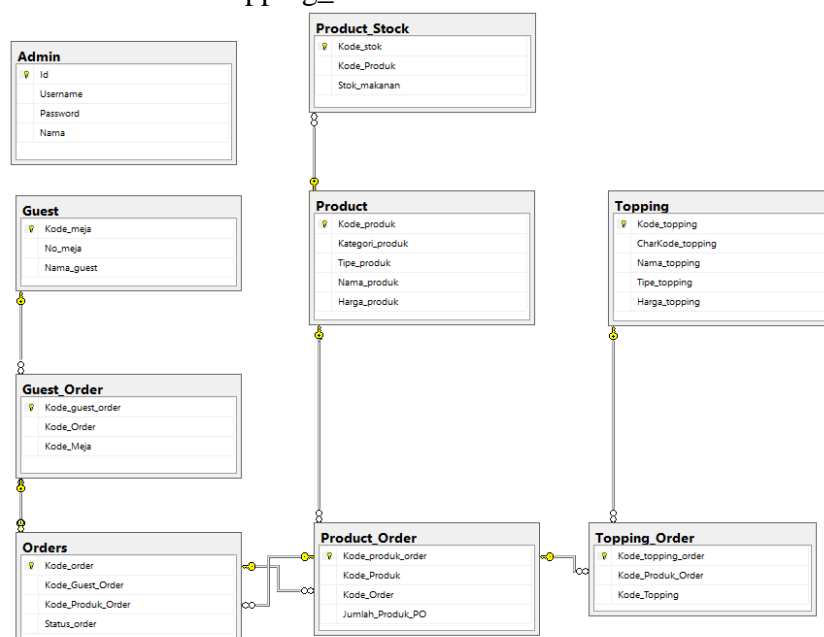 Product_Stock
Kode_stok
Kode_Produk
Stok_makanan
Admin
Id
Username
Password
Nama
Guest
Kode_meja
No_meja
Nama_guest
Product
Kode_produk
Kategori_produk
Tipe_produk
Nama_produk
Harga_produk
Topping
Kode_topping
CharKode_topping
Nama_topping
Tipe_topping
Harga_topping
Guest_Order
Kode_guest_order
Kode_Order
Kode_Meja
Orders
Kode_order
Kode_Guest_Order
Kode_Produk_Order
Status_order
Product_Order
Kode_produk_order
Kode_Produk
Kode_Order
Jumlah_Produk_PO
Topping_Order
Kode_topping_order
Kode_Produk_Order
Kode_Topping